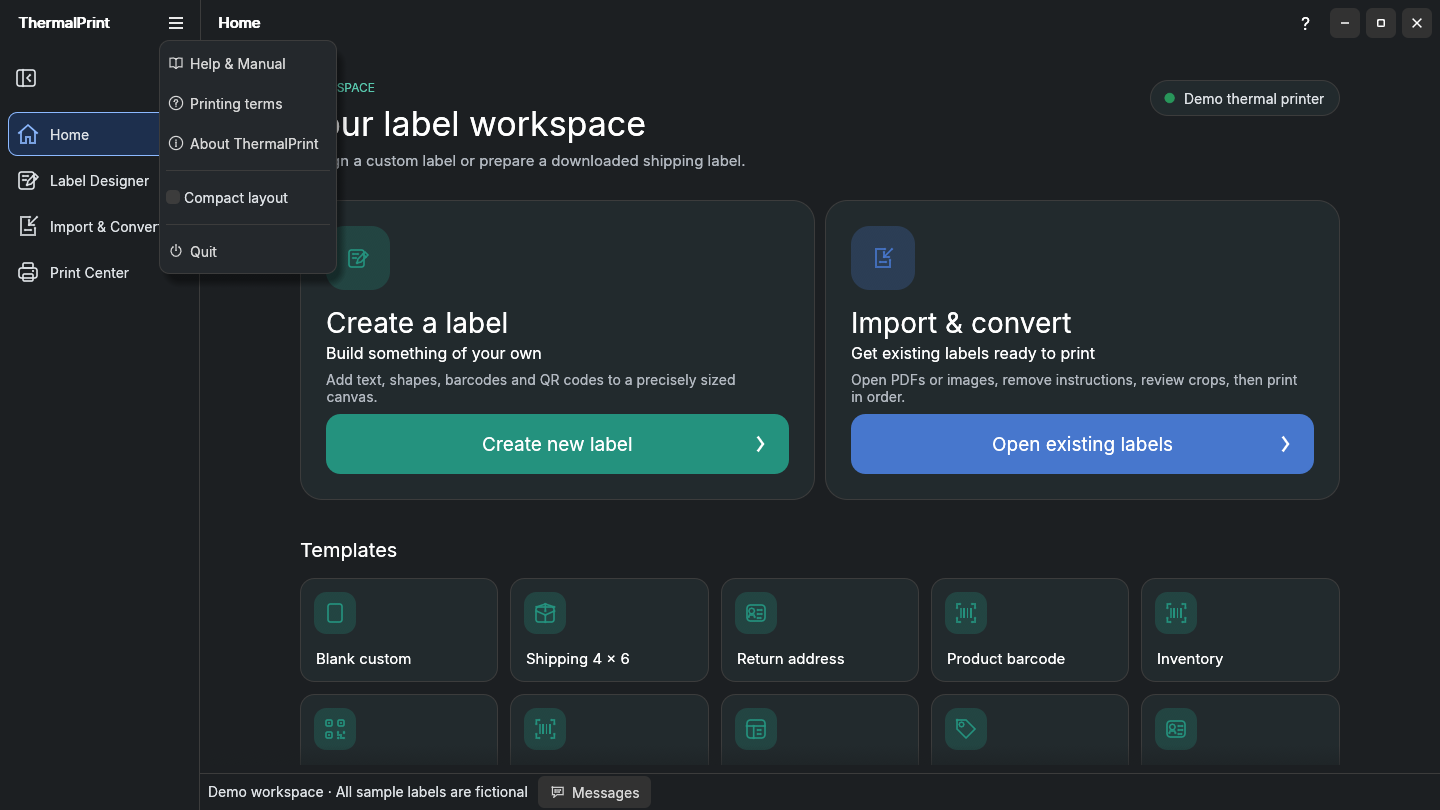 ThermalPrint
Home
?
Help & Manual
Printing terms
About ThermalPrint
Compact layout
Quit
Home
Label Designer
Import & Conver
Print Center
SPACE
our label workspace
gn a custom label or prepare a downloaded shipping label.
Demo thermal printer
Create a label
Build something of your own
Add text, shapes, barcodes and QR codes to a precisely sized
canvas.
Create new label
Import & convert
Get existing labels ready to print
Open PDFs or images, remove instructions, review crops, then print
in order.
Open existing labels
Templates
Blank custom
Shipping 4 × 6
Return address
Product barcode
Inventory
Demo workspace · All sample labels are fictional
Messages